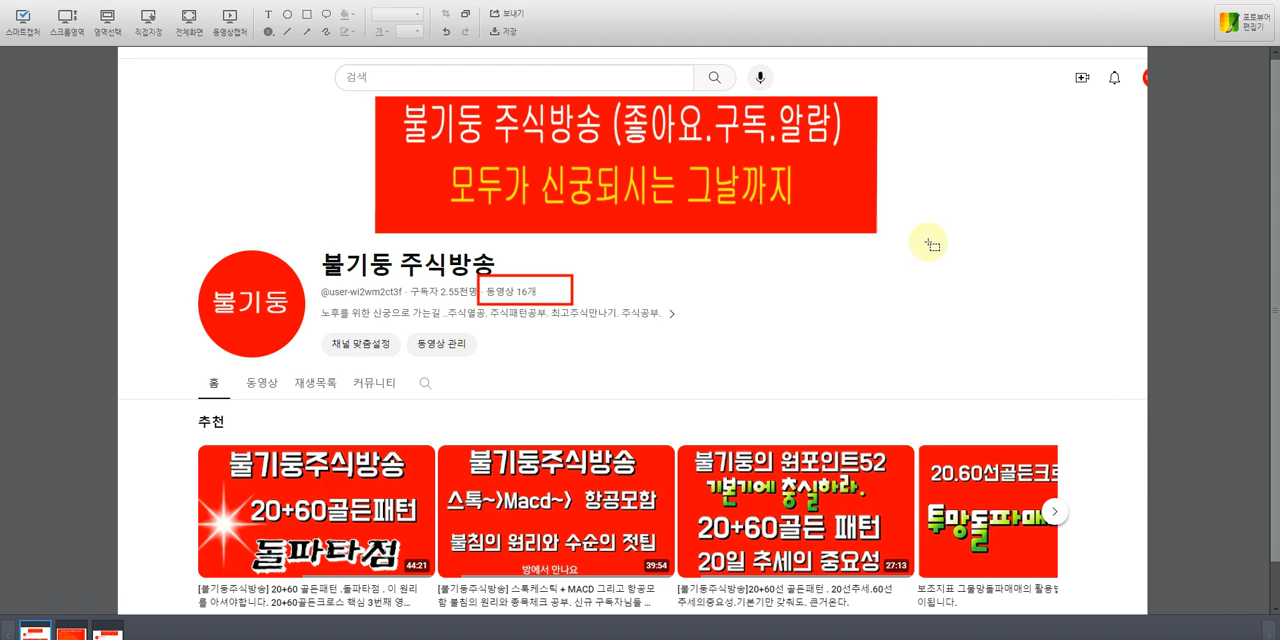 스마트캡처 스크롤영역 영역선택 직접지정 전체화면 동영상캡처
T
가
보내기
저장
포토뷰어
편집기
검색
불기둥 주식방송 (좋아요.구독.알람)
모두가 신궁되시는 그날까지
불기둥
불기둥 주식방송
@user-wi2wm2ct3f · 구독자 2.55천명 · 동영상 16개
노후를 위한 신궁으로 가는길 ..주식열공. 주식패턴공부. 최고주식만나기. 주식공부.
채널 맞춤설정 동영상 관리
홈 동영상 재생목록 커뮤니티
추천
불기둥주식방송
20+60골든패턴
돌파타점
44:21
불기둥주식방송
스톡~>Macd~> 항공모함
불침의 원리와 수순의 젓팁
방에서 만나요
39:54
불기둥의 원포인트52
기본기에 충실하라.
20+60골든 패턴
20일 추세의 중요성
27:13
20.60선골든크로
투망돌파매
[불기둥주식방송] 20+60 골든패턴 .돌파타점 . 이 원리
를 아셔야합니다. 20+60골든크로스 핵심 3번째 영...
[불기둥주식방송] 스톡케스틱 + MACD 그리고 항공모
함 불침의 원리와 종목체크 공부. 신규 구독자님들 ...
[불기둥주식방송]20+60선 골든패턴 . 20선추세.60선
추세의중요성.기본기만 갖춰도. 큰거온다.
보조지표 그물망돌파매매의 활용법
이됩니다.